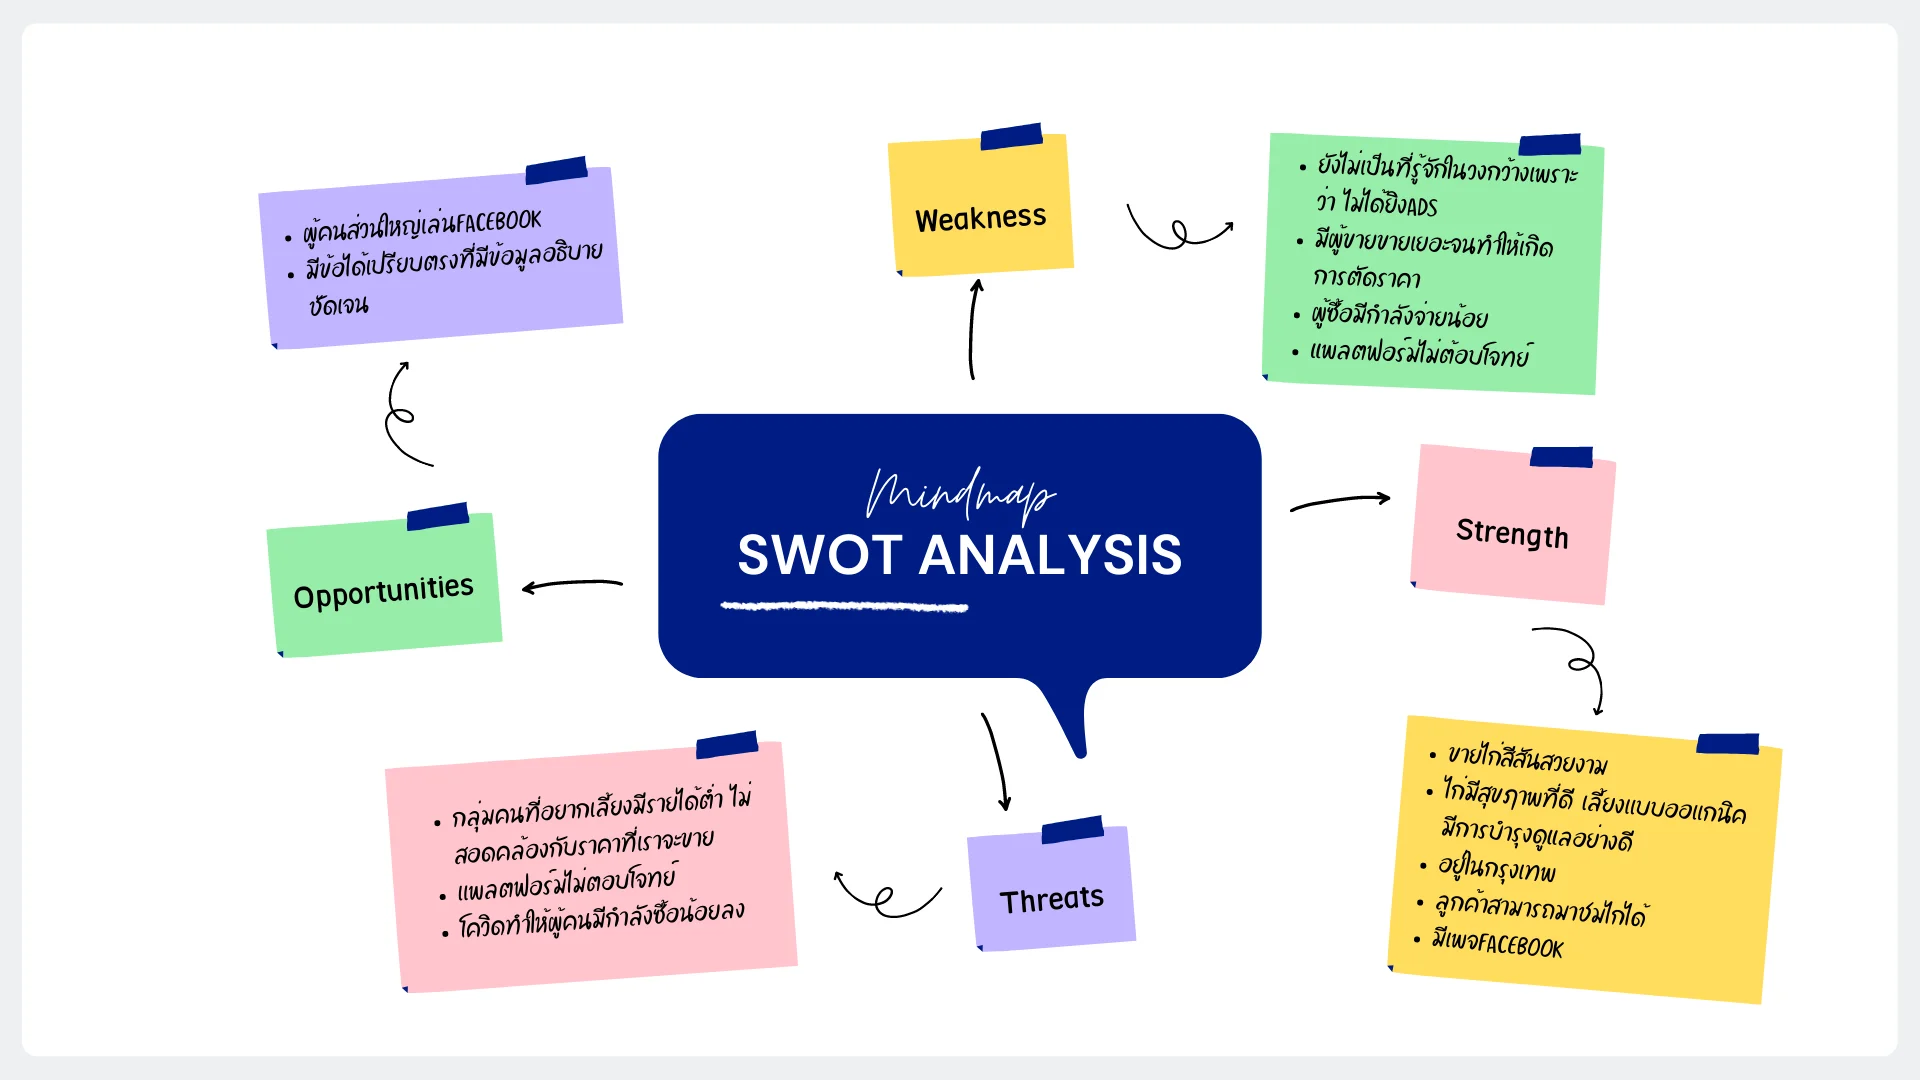 Mindmap
SWOT ANALYSIS
Weakness
• ยังไม่เป็นที่รู้จักในวงกว้างเพราะ
ว่า ไม่ได้ยิงADS
• มีผู้ขายขายเยอะจนทำให้เกิด
การตัดราคา
• ผู้ซื้อมีกำลังจ่ายน้อย
• แพลตฟอร์มไม่ต้อบโจทย์
Strength
• ขายไก่สีสันสวยงาม
• ไก่มีสุขภาพที่ดี เลี้ยงแบบออแกนิค
มีการบำรุงดูแลอย่างดี
• อยู่ในกรุงเทพ
• ลูกค้าสามารถมาชมไก่ได้
• มีเพจFACEBOOK
Opportunities
• ผู้คนส่วนใหญ่เล่นFACEBOOK
• มีข้อได้เปรียบตรงที่มีข้อมูลอธิบาย
ชัดเจน
Threats
• กลุ่มคนที่อยากเลี้ยงมีรายได้ต่ำ ไม่
สอดคล้องกับราคาที่เราจะขาย
• แพลตฟอร์มไม่ตอบโจทย์
• โควิดทำให้ผู้คนมีกำลังซื้อน้อยลง